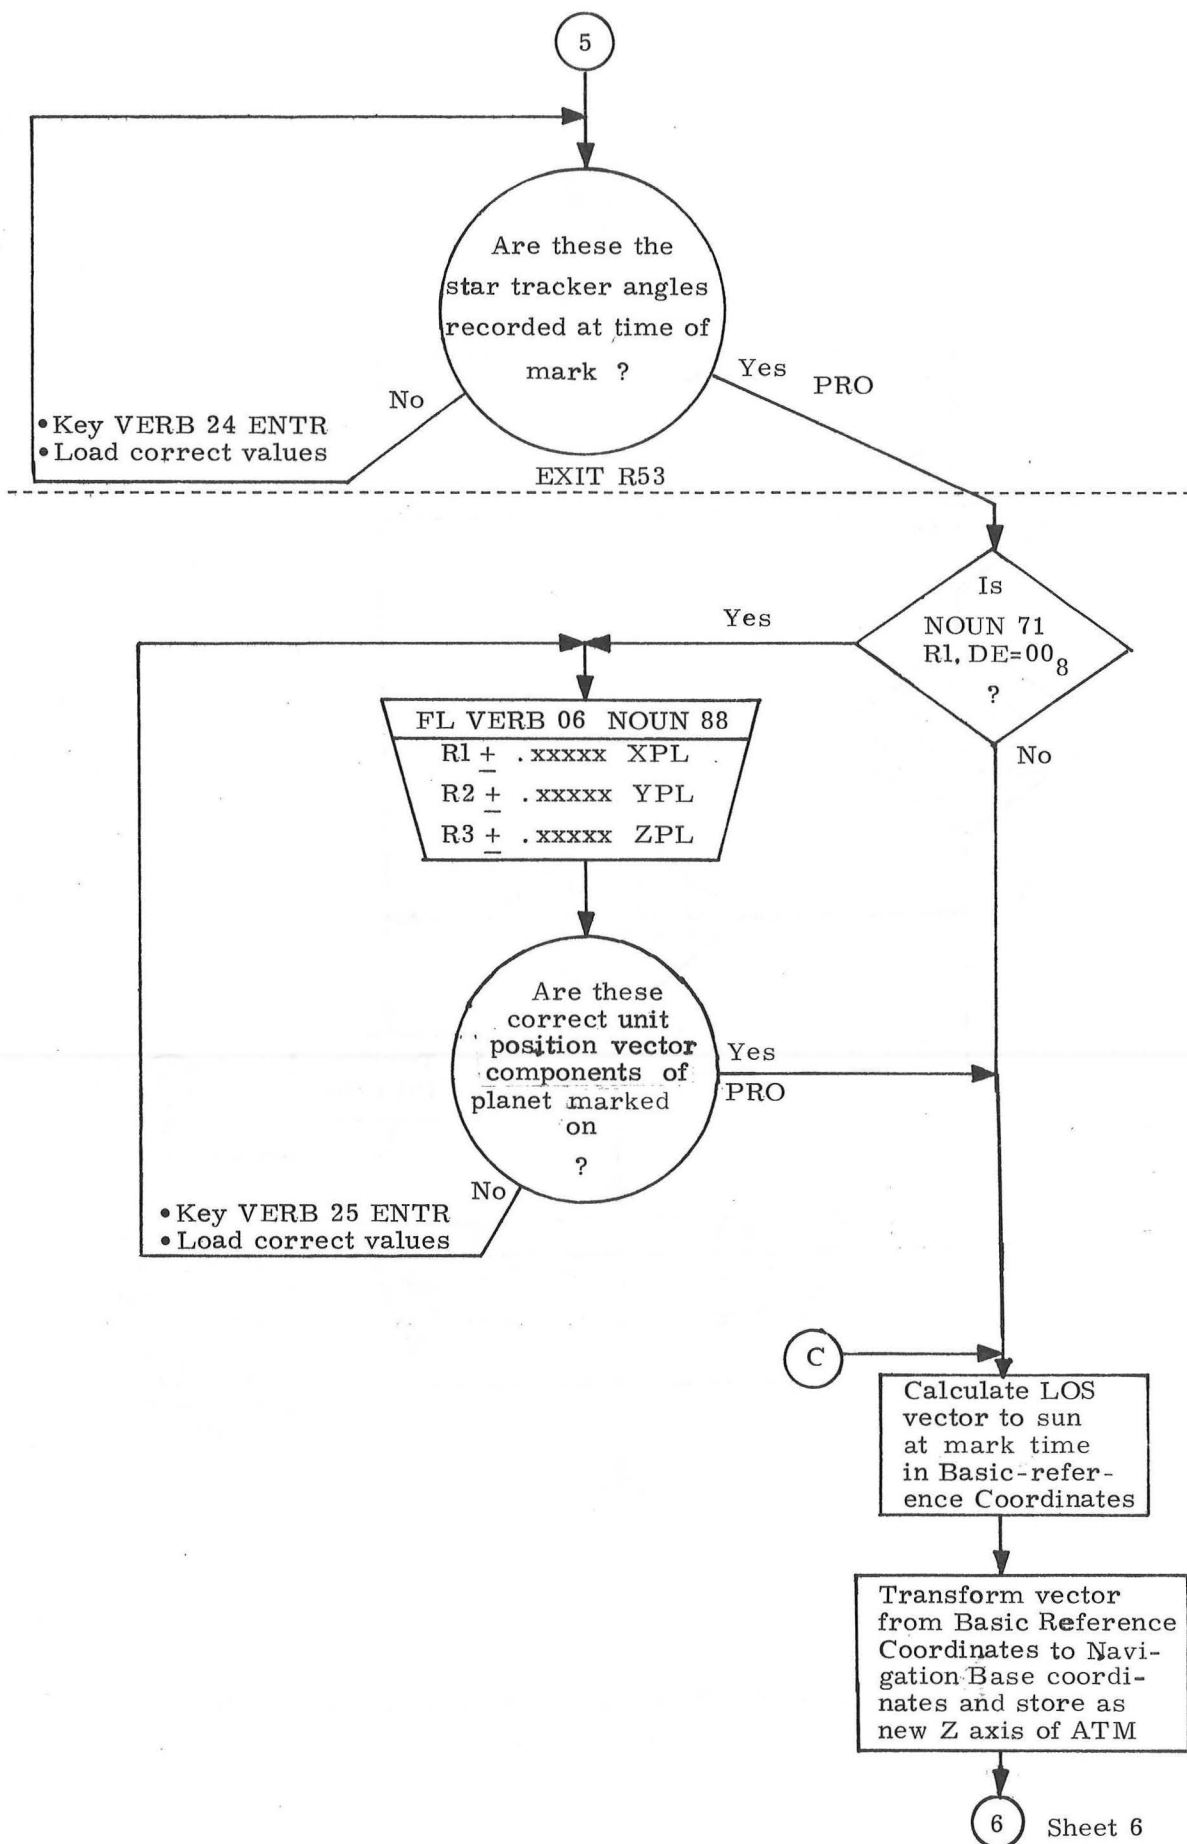 5
Are these the
star tracker angles
recorded at time of
mark ?
Yes
PRO
No
• Key VERB 24 ENTR
• Load correct values
EXIT R53
Is
NOUN 71
R1, DE=00₈
?
Yes
No
FL VERB 06 NOUN 88
R1 ± .xxxxx XPL
R2 ± .xxxxx YPL
R3 ± .xxxxx ZPL
Are these
correct unit
position vector
components of
planet marked
on
?
Yes
PRO
No
• Key VERB 25 ENTR
• Load correct values
C
Calculate LOS
vector to sun
at mark time
in Basic-refer-
ence Coordinates
Transform vector
from Basic Reference
Coordinates to Navi-
gation Base coordi-
nates and store as
new Z axis of ATM
6 Sheet 6